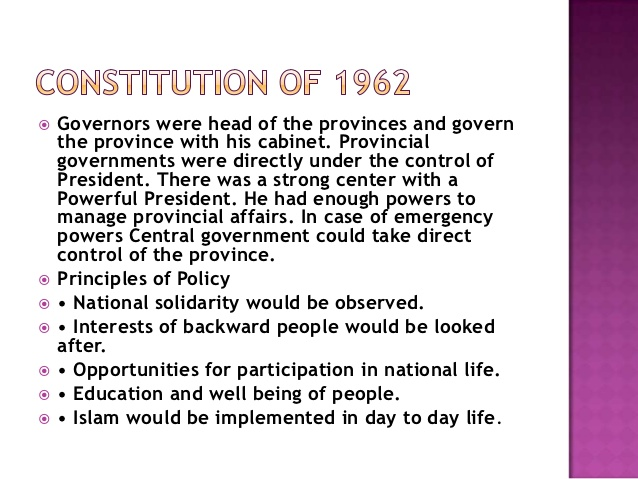 CONSTITUTION OF 1962
Governors were head of the provinces and govern
the province with his cabinet. Provincial
governments were directly under the control of
President. There was a strong center with a
Powerful President. He had enough powers to
manage provincial affairs. In case of emergency
powers Central government could take direct
control of the province.
Principles of Policy
• National solidarity would be observed.
• Interests of backward people would be looked
after.
• Opportunities for participation in national life.
• Education and well being of people.
• Islam would be implemented in day to day life.